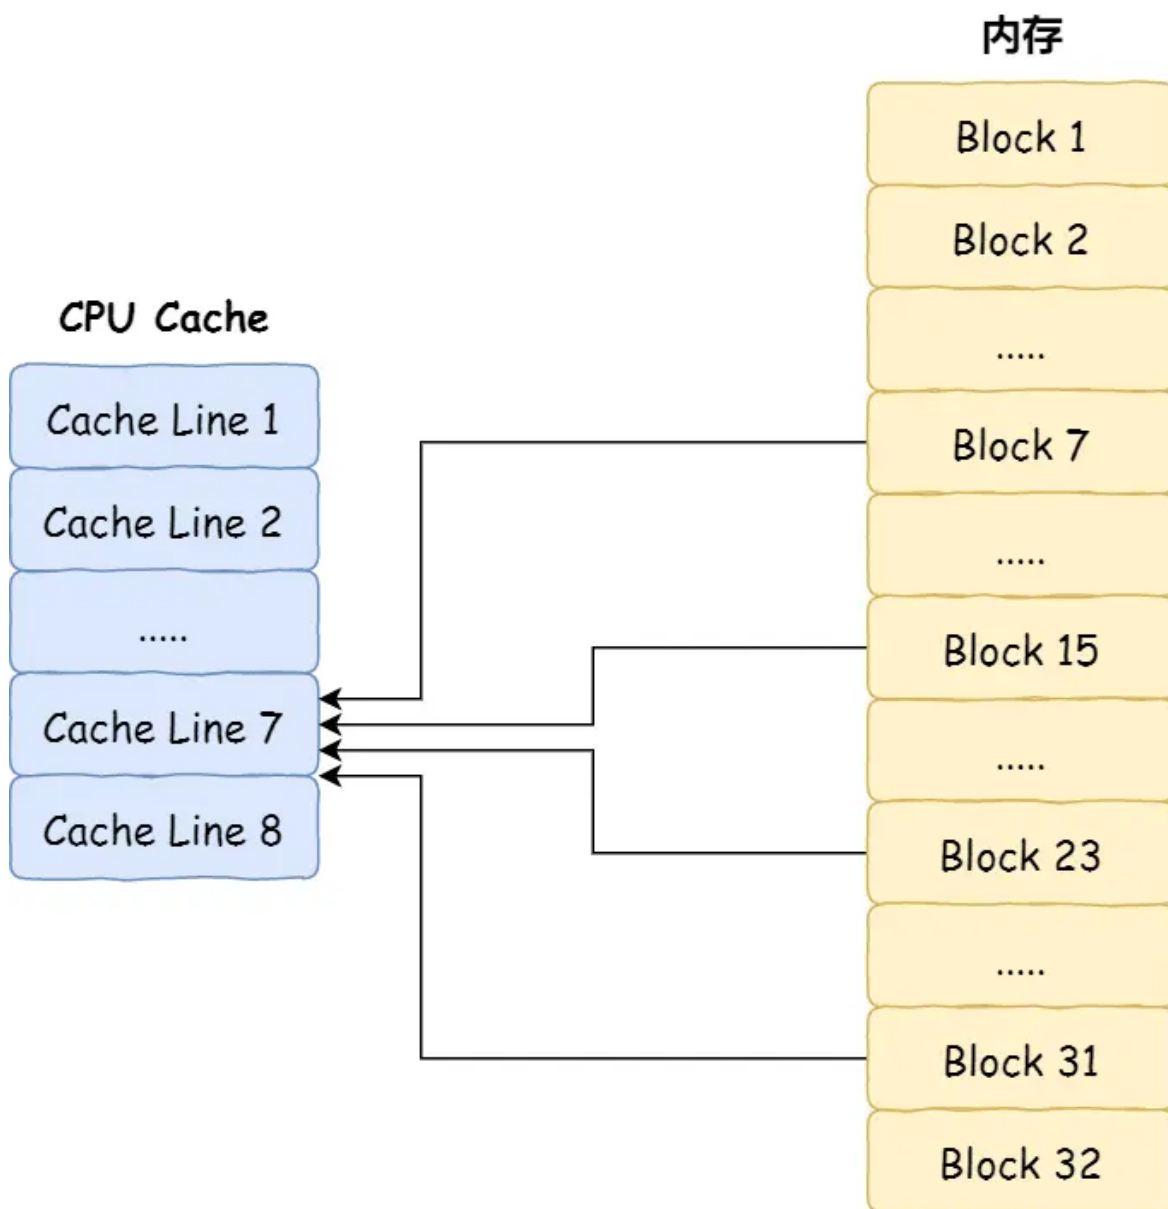 CPU Cache
Cache Line 1
Cache Line 2
.....
Cache Line 7
Cache Line 8
内存
Block 1
Block 2
.....
Block 7
.....
Block 15
.....
Block 23
.....
Block 31
Block 32